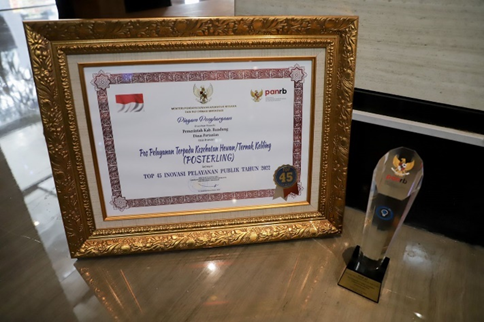 panrb
Piagam Penghargaan
Pemerintah Kab. Bandung
Dinas Pertanian
Pos Pelayanan Terpadu Kesehatan Hewan/Ternak Keliling
(POSTERLING)
TOP 45 INOVASI PELAYANAN PUBLIK TAHUN 2022
45